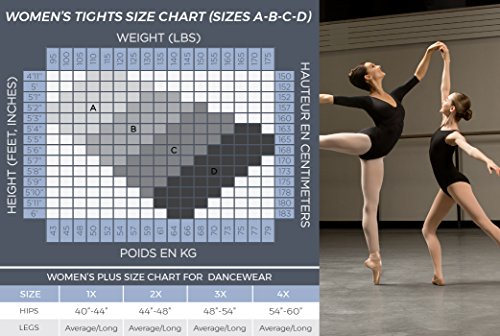 WOMEN'S TIGHTS SIZE CHART (SIZES A-B-C-D)
WEIGHT (LBS)
95 100 105 110 115 120 125 130 135 140 145 150 155 160 165 170 175
HEIGHT (FEET, INCHES)
4'11" 150
5' 152
5'1" 155
5'2" 157
5'3" 160
5'4" 163
5'5" 165
5'6" 168
5'7" 170
5'8" 173
5'9" 175
5'10" 178
5'11" 180
6' 183
A
B
C
D
HAUTEUR EN CENTIMETERS
43 45 48 50 52 54 57 59 61 64 66 68 70 73 75 77 79
POIDS EN KG
WOMEN'S PLUS SIZE CHART FOR DANCEWEAR
SIZE 1X 2X 3X 4X
HIPS 40"-44" 44"-48" 48"-54" 54"-60"
LEGS Average/Long Average/Long Average/Long Average/Long